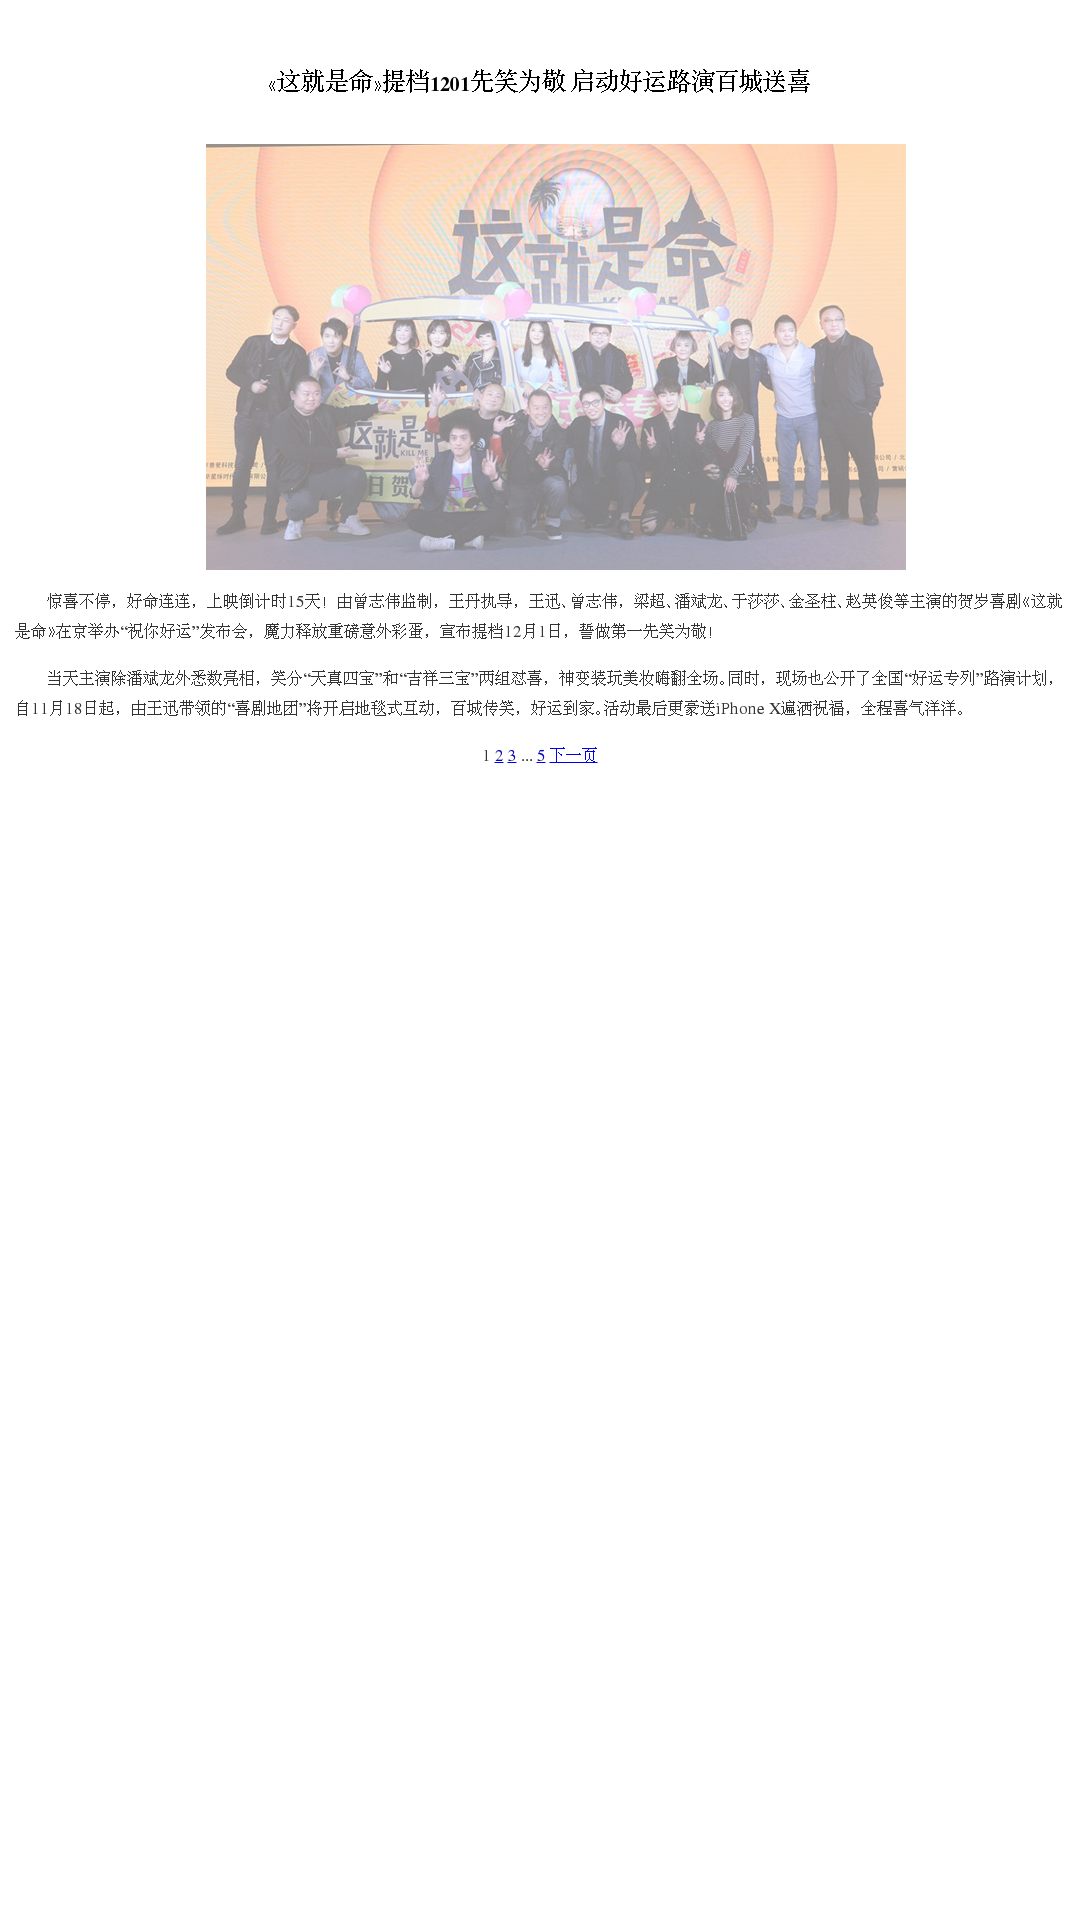 《这就是命》提档1201先笑为敬 启动好运路演百城送喜
这就是命
KILL ME
这就是命
KILL ME
日 贺
专
惊喜不停，好命连连，上映倒计时15天！由曾志伟监制，王丹执导，王迅、曾志伟，梁超、潘斌龙、于莎莎、金圣柱、赵英俊等主演的贺岁喜剧《这就
是命》在京举办“祝你好运”发布会，魔力释放重磅意外彩蛋，宣布提档12月1日，誓做第一先笑为敬！
当天主演除潘斌龙外悉数亮相，笑分“天真四宝”和“吉祥三宝”两组怼喜，神变装玩美妆嗨翻全场。同时，现场也公开了全国“好运专列”路演计划，
自11月18日起，由王迅带领的“喜剧地团”将开启地毯式互动，百城传笑，好运到家。活动最后更豪送iPhone X遍洒祝福，全程喜气洋洋。
1 2 3 ... 5 下一页